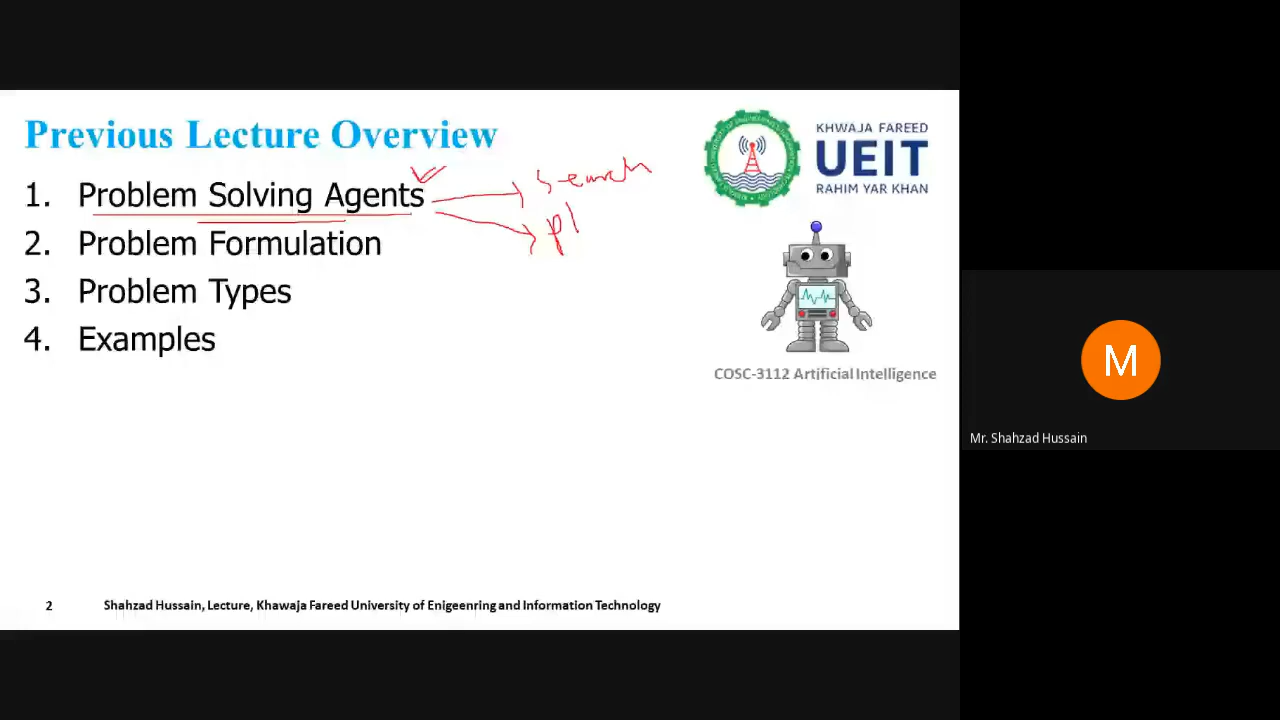 Previous Lecture Overview
1. Problem Solving Agents
Search
pl
2. Problem Formulation
3. Problem Types
4. Examples
KHWAJA FAREED
UEIT
RAHIM YAR KHAN
COSC-3112 Artificial Intelligence
2 Shahzad Hussain, Lecture, Khawaja Fareed University of Enigeenring and Information Technology
M
Mr. Shahzad Hussain